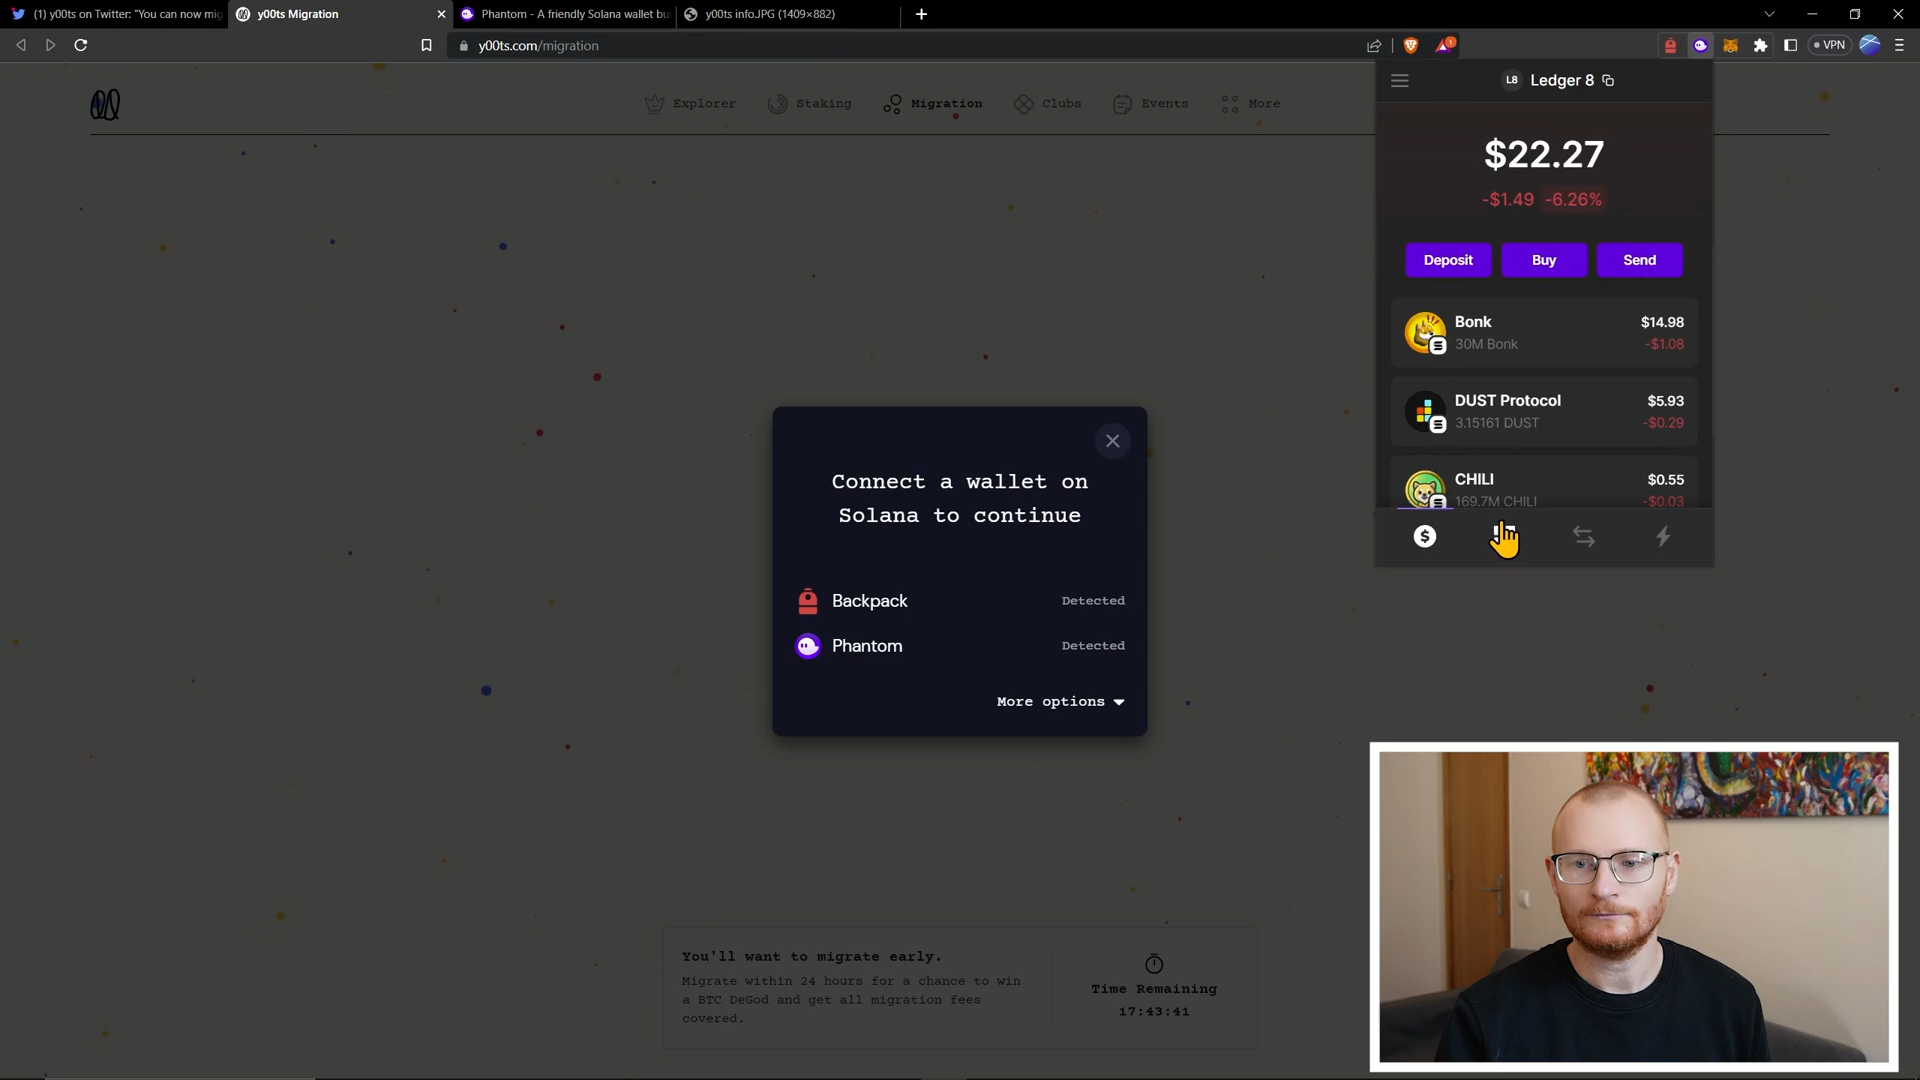 (1) y00ts on Twitter: "You can now mig
y00ts Migration
Phantom - A friendly Solana wallet bu
y00ts info.JPG (1409×882)
y00ts.com/migration
1
VPN
Explorer
Staking
Migration
Clubs
Events
More
L8
Ledger 8
$22.27
-$1.49 -6.26%
Deposit
Buy
Send
Bonk
$14.98
30M Bonk
-$1.08
DUST Protocol
$5.93
3.15161 DUST
-$0.29
CHILI
$0.55
169.7M CHILI
-$0.03
Connect a wallet on
Solana to continue
Backpack
Detected
Phantom
Detected
More options
You'll want to migrate early.
Migrate within 24 hours for a chance to win
a BTC DeGod and get all migration fees
covered.
Time Remaining
17:43:41